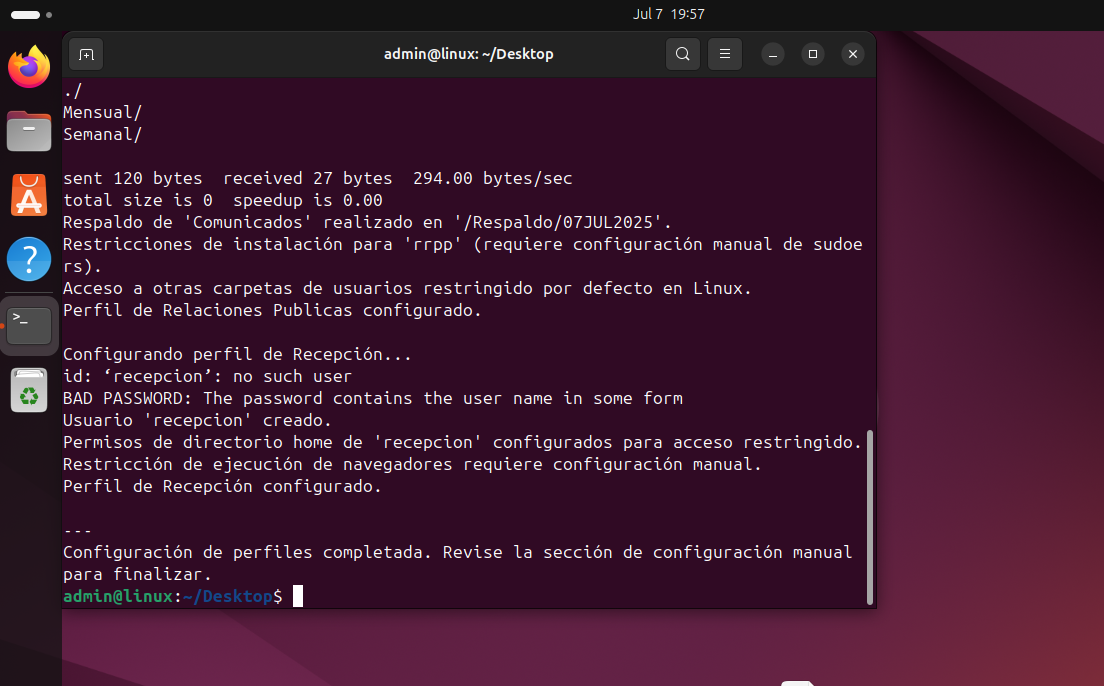 Jul 7 19:57
admin@linux: ~/Desktop
./
Mensual/
Semanal/
sent 120 bytes  received 27 bytes  294.00 bytes/sec
total size is 0  speedup is 0.00
Respaldo de 'Comunicados' realizado en '/Respaldo/07JUL2025'.
Restricciones de instalación para 'rrpp' (requiere configuración manual de sudoe
rs).
Acceso a otras carpetas de usuarios restringido por defecto en Linux.
Perfil de Relaciones Publicas configurado.
Configurando perfil de Recepción...
id: ‘recepcion’: no such user
BAD PASSWORD: The password contains the user name in some form
Usuario 'recepcion' creado.
Permisos de directorio home de 'recepcion' configurados para acceso restringido.
Restricción de ejecución de navegadores requiere configuración manual.
Perfil de Recepción configurado.
---
Configuración de perfiles completada. Revise la sección de configuración manual
para finalizar.
admin@linux:~/Desktop$